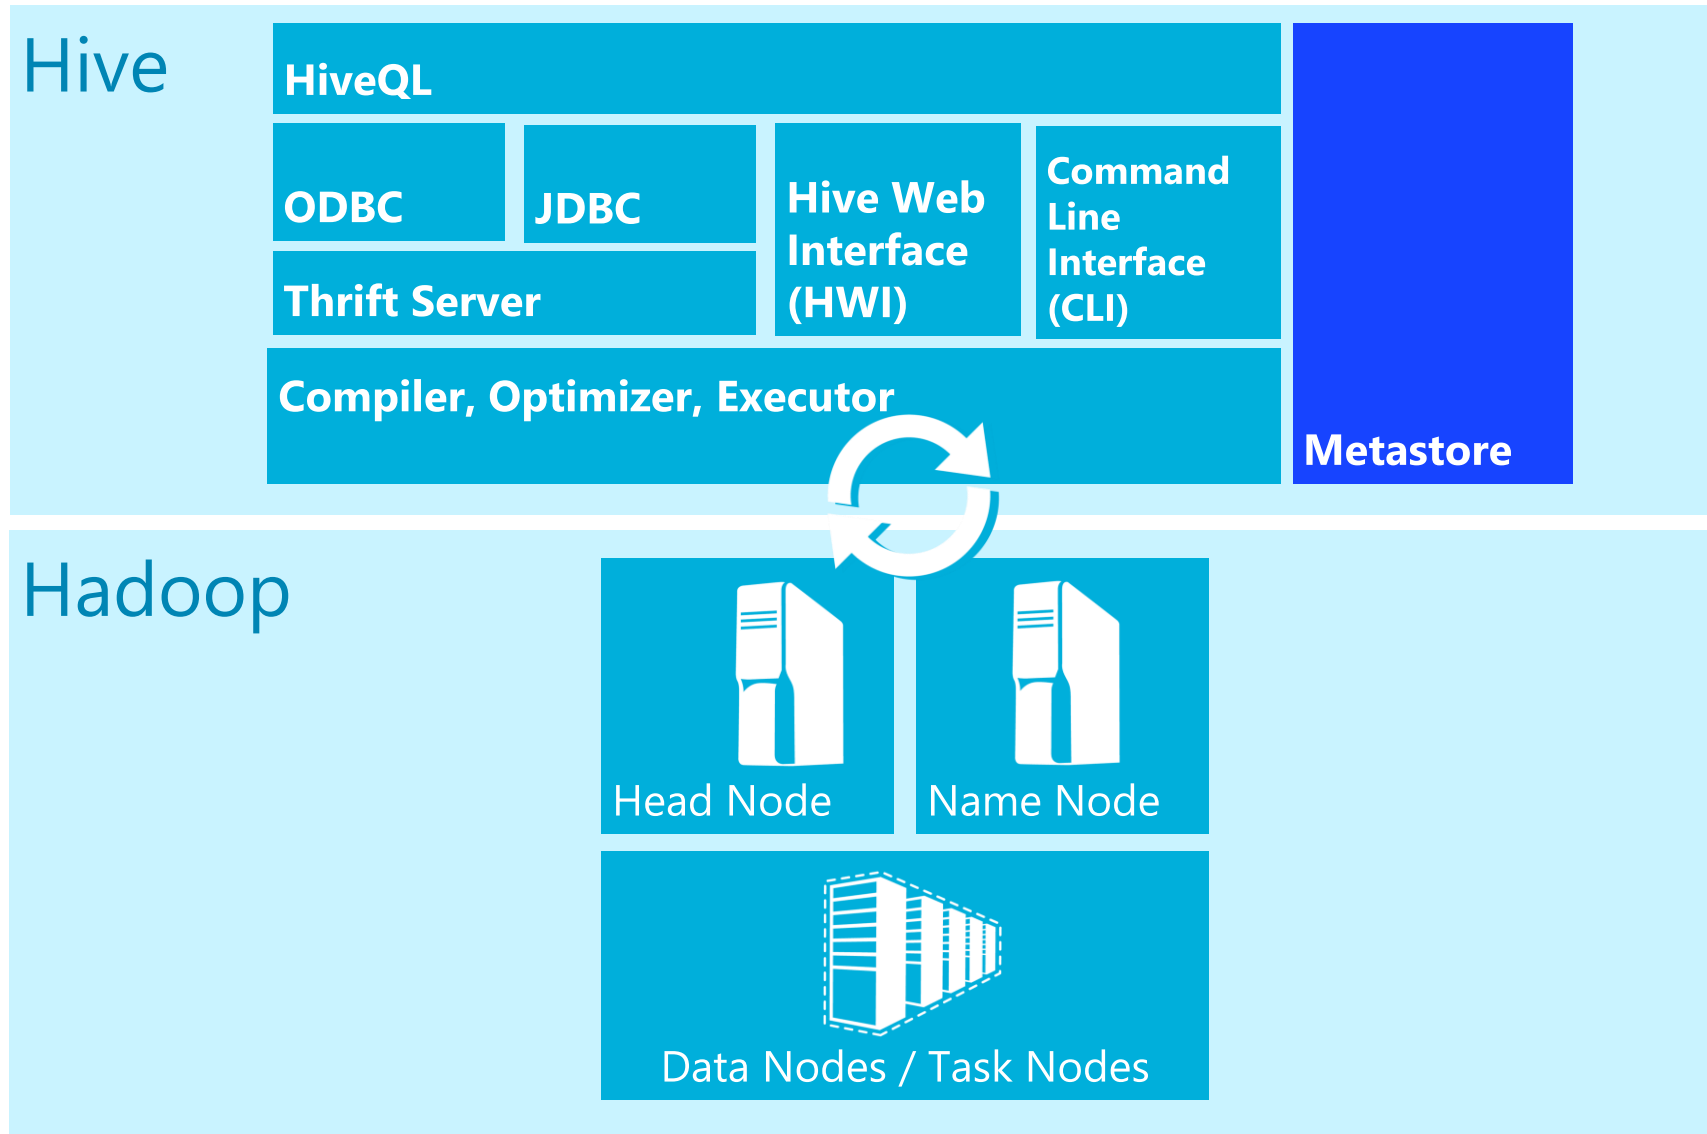 Hive
HiveQL
ODBC
JDBC
Hive Web
Interface
(HWI)
Command
Line
Interface
(CLI)
Thrift Server
Compiler, Optimizer, Executor
Metastore
Hadoop
Head Node
Name Node
Data Nodes / Task Nodes